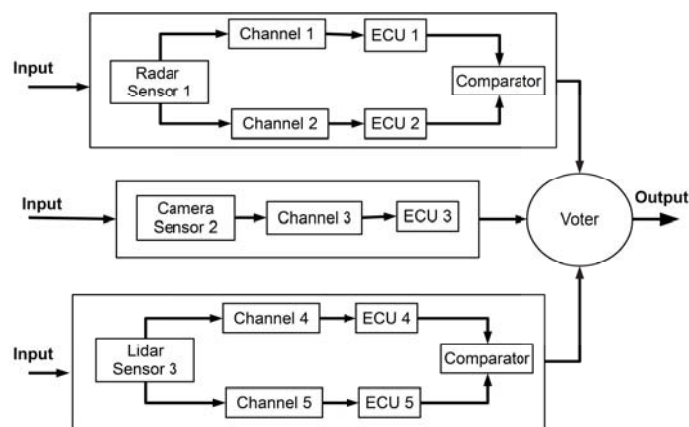 Input
Radar
Sensor 1
Channel 1
ECU 1
Channel 2
ECU 2
Comparator
Input
Camera
Sensor 2
Channel 3
ECU 3
Voter
Output
Input
Lidar
Sensor 3
Channel 4
ECU 4
Channel 5
ECU 5
Comparator